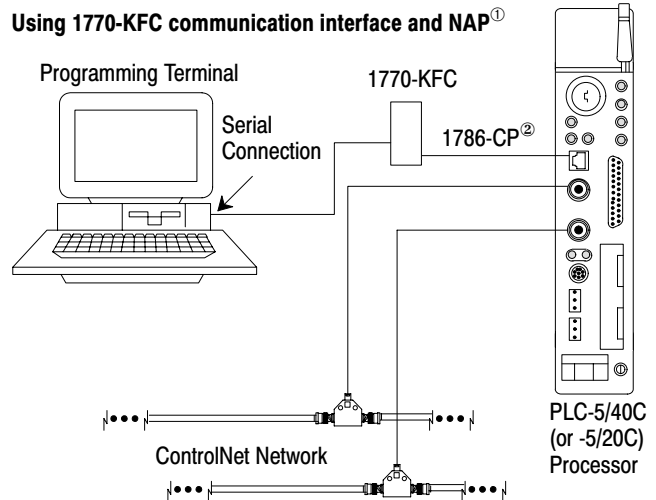 Using 1770-KFC communication interface and NAP①
Programming Terminal
1770-KFC
Serial
Connection
1786-CP②
PLC-5/40C
(or -5/20C)
Processor
ControlNet Network